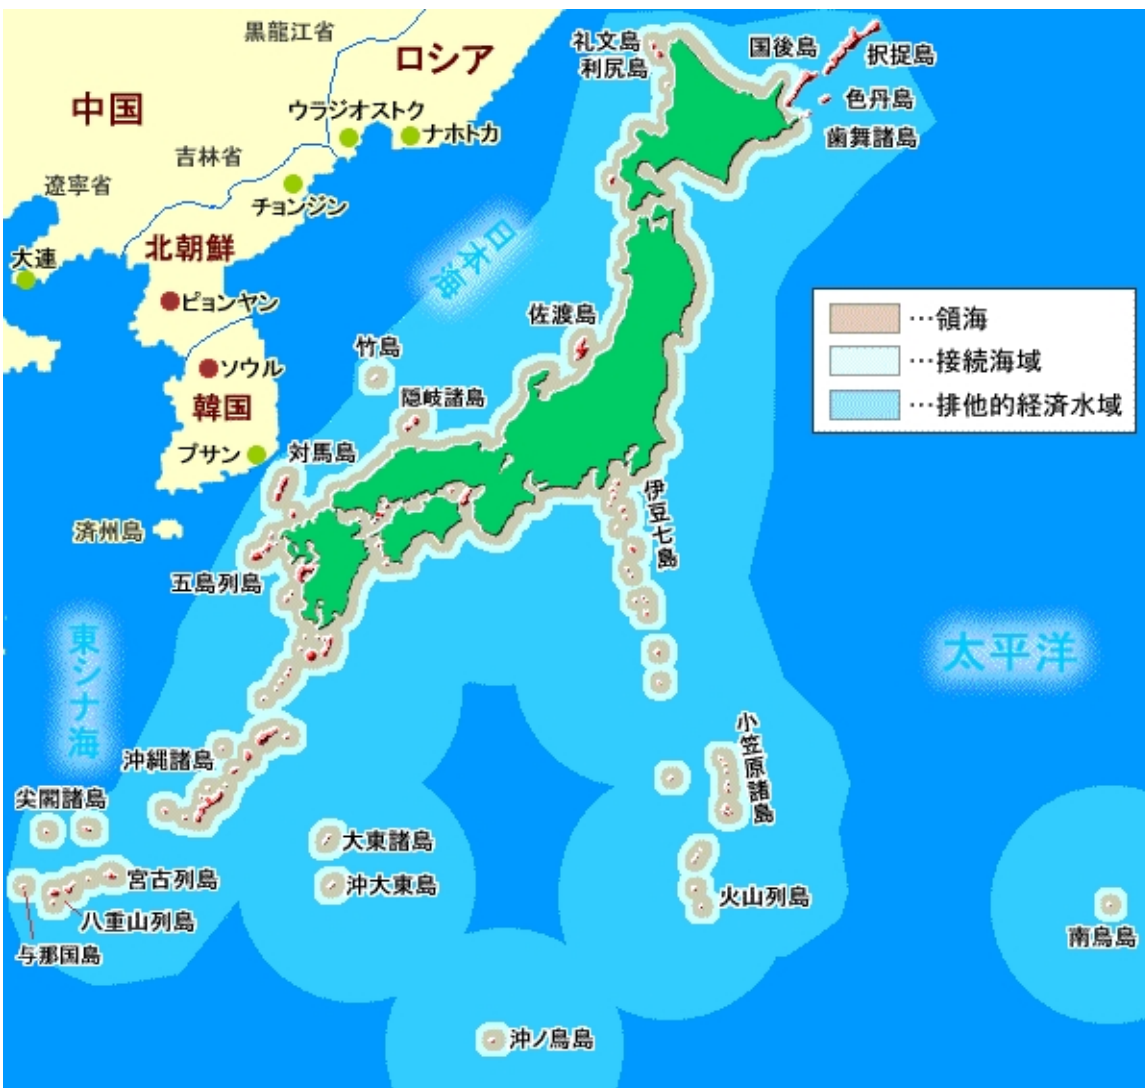 黒龍江省
ロシア
中国
ウラジオストク
ナホトカ
吉林省
遼寧省
チョンジン
北朝鮮
大連
ピョンヤン
ソウル
韓国
プサン
済州島
礼文島
利尻島
国後島
択捉島
色丹島
歯舞諸島
日本海
佐渡島
竹島
隠岐諸島
対馬島
五島列島
伊豆七島
…領海
…接続海域
…排他的経済水域
東シナ海
太平洋
沖縄諸島
尖閣諸島
小笠原諸島
大東諸島
沖大東島
宮古列島
八重山列島
与那国島
火山列島
南鳥島
沖ノ鳥島